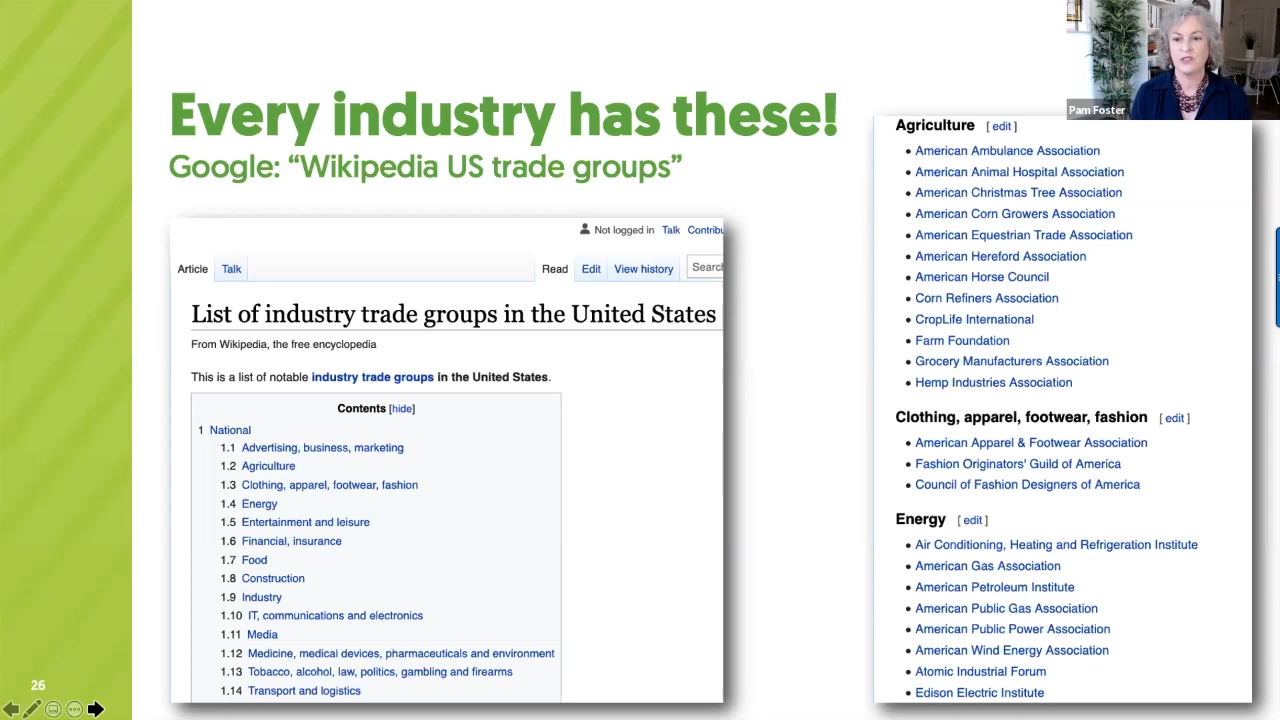 Every industry has these!
Google: “Wikipedia US trade groups”
Not logged in Talk Contribu
Article Talk Read Edit View history Search
List of industry trade groups in the United States
From Wikipedia, the free encyclopedia
This is a list of notable industry trade groups in the United States.
Contents [hide]
1 National
1.1 Advertising, business, marketing
1.2 Agriculture
1.3 Clothing, apparel, footwear, fashion
1.4 Energy
1.5 Entertainment and leisure
1.6 Financial, insurance
1.7 Food
1.8 Construction
1.9 Industry
1.10 IT, communications and electronics
1.11 Media
1.12 Medicine, medical devices, pharmaceuticals and environment
1.13 Tobacco, alcohol, law, politics, gambling and firearms
1.14 Transport and logistics
Pam Foster
Agriculture [ edit ]
• American Ambulance Association
• American Animal Hospital Association
• American Christmas Tree Association
• American Corn Growers Association
• American Equestrian Trade Association
• American Hereford Association
• American Horse Council
• Corn Refiners Association
• CropLife International
• Farm Foundation
• Grocery Manufacturers Association
• Hemp Industries Association
Clothing, apparel, footwear, fashion [ edit ]
• American Apparel & Footwear Association
• Fashion Originators' Guild of America
• Council of Fashion Designers of America
Energy [ edit ]
• Air Conditioning, Heating and Refrigeration Institute
• American Gas Association
• American Petroleum Institute
• American Public Gas Association
• American Public Power Association
• American Wind Energy Association
• Atomic Industrial Forum
• Edison Electric Institute
26